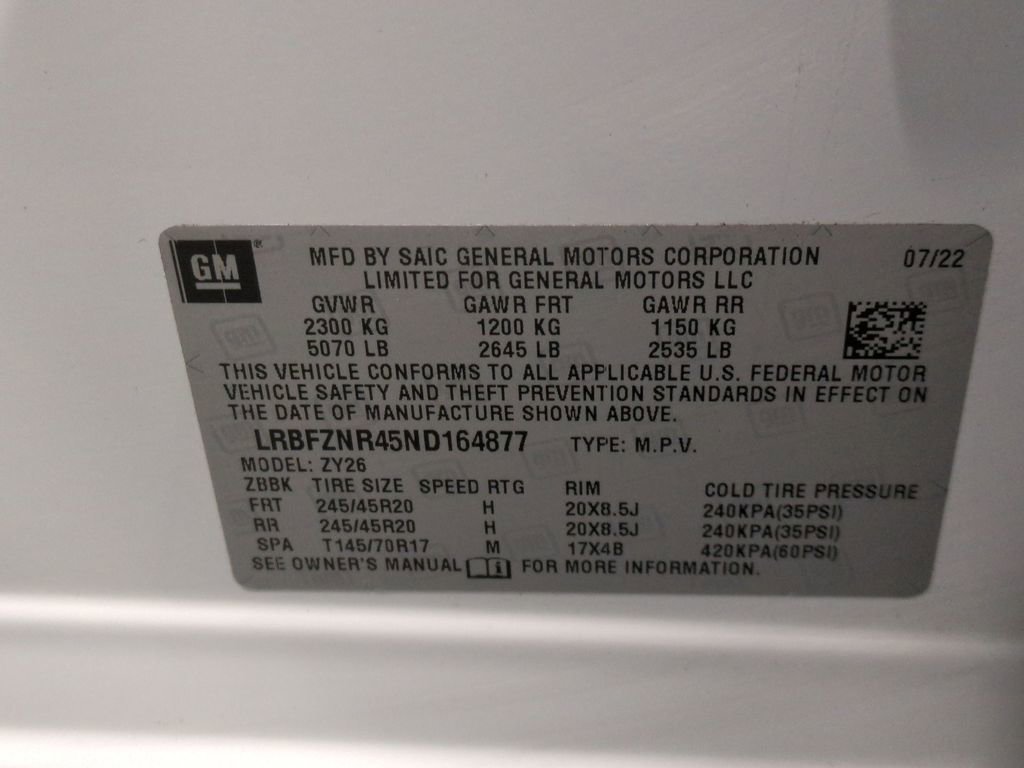 GM
MFD BY SAIC GENERAL MOTORS CORPORATION 07/22
LIMITED FOR GENERAL MOTORS LLC
GVWR GAWR FRT GAWR RR
2300 KG 1200 KG 1150 KG
5070 LB 2645 LB 2535 LB
THIS VEHICLE CONFORMS TO ALL APPLICABLE U.S. FEDERAL MOTOR
VEHICLE SAFETY AND THEFT PREVENTION STANDARDS IN EFFECT ON
THE DATE OF MANUFACTURE SHOWN ABOVE.
LRBFZNR45ND164877 TYPE: M.P.V.
MODEL: ZY26
ZBBK TIRE SIZE SPEED RTG RIM COLD TIRE PRESSURE
FRT 245/45R20 H 20X8.5J 240KPA(35PSI)
RR 245/45R20 H 20X8.5J 240KPA(35PSI)
SPA T145/70R17 M 17X4B 420KPA(60PSI)
SEE OWNER'S MANUAL FOR MORE INFORMATION.